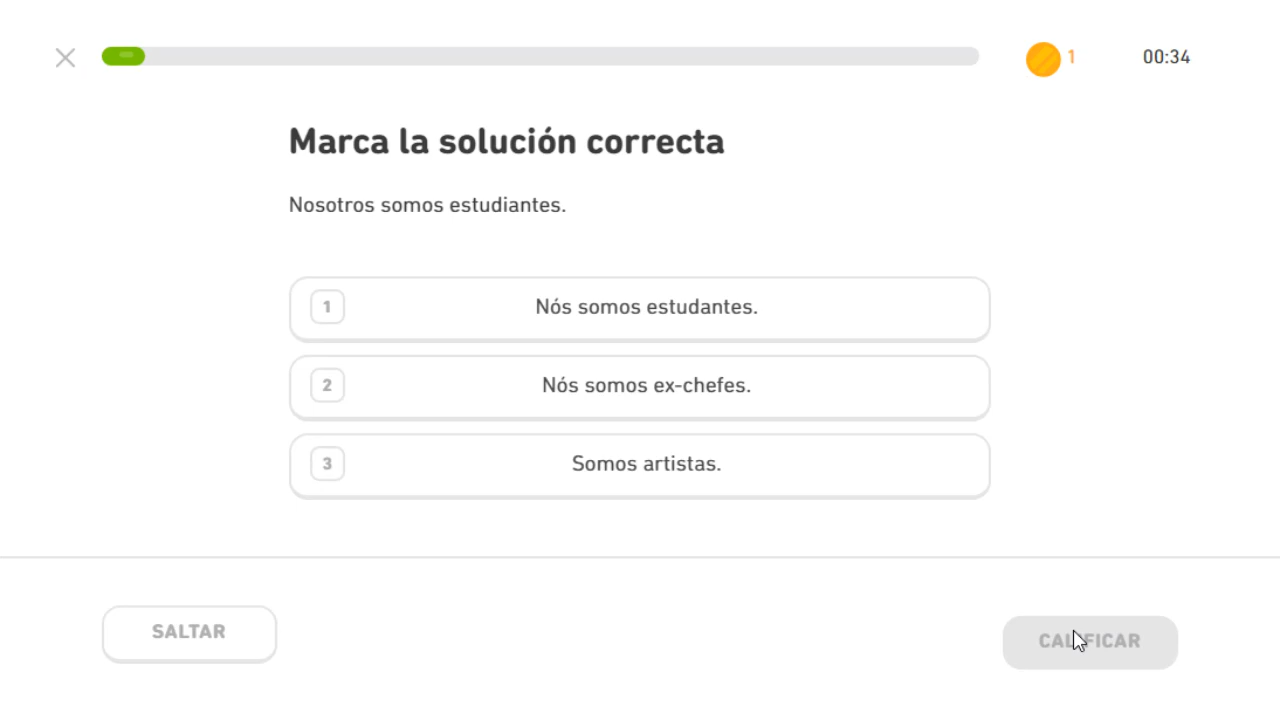 1
00:34
Marca la solución correcta
Nosotros somos estudiantes.
1 Nós somos estudantes.
2 Nós somos ex-chefes.
3 Somos artistas.
SALTAR
CALIFICAR